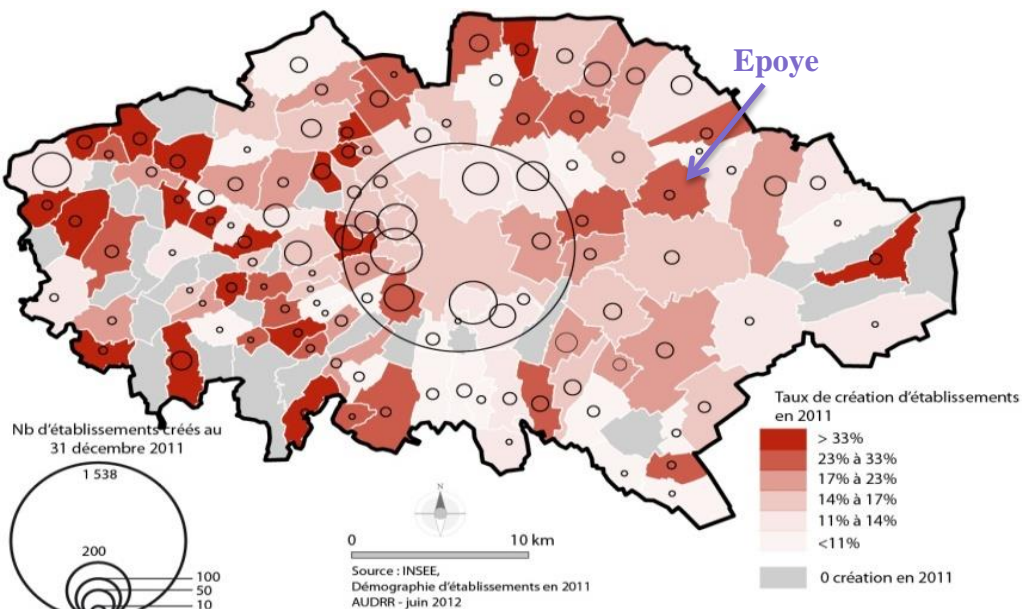 Epoye
Nb d'établissements créés au
31 décembre 2011
1 538
200
100
50
10
N
0 10 km
Source : INSEE,
Démographie d'établissements en 2011
AUDRR - juin 2012
Taux de création d'établissements
en 2011
> 33%
23% à 33%
17% à 23%
14% à 17%
11% à 14%
<11%
0 création en 2011